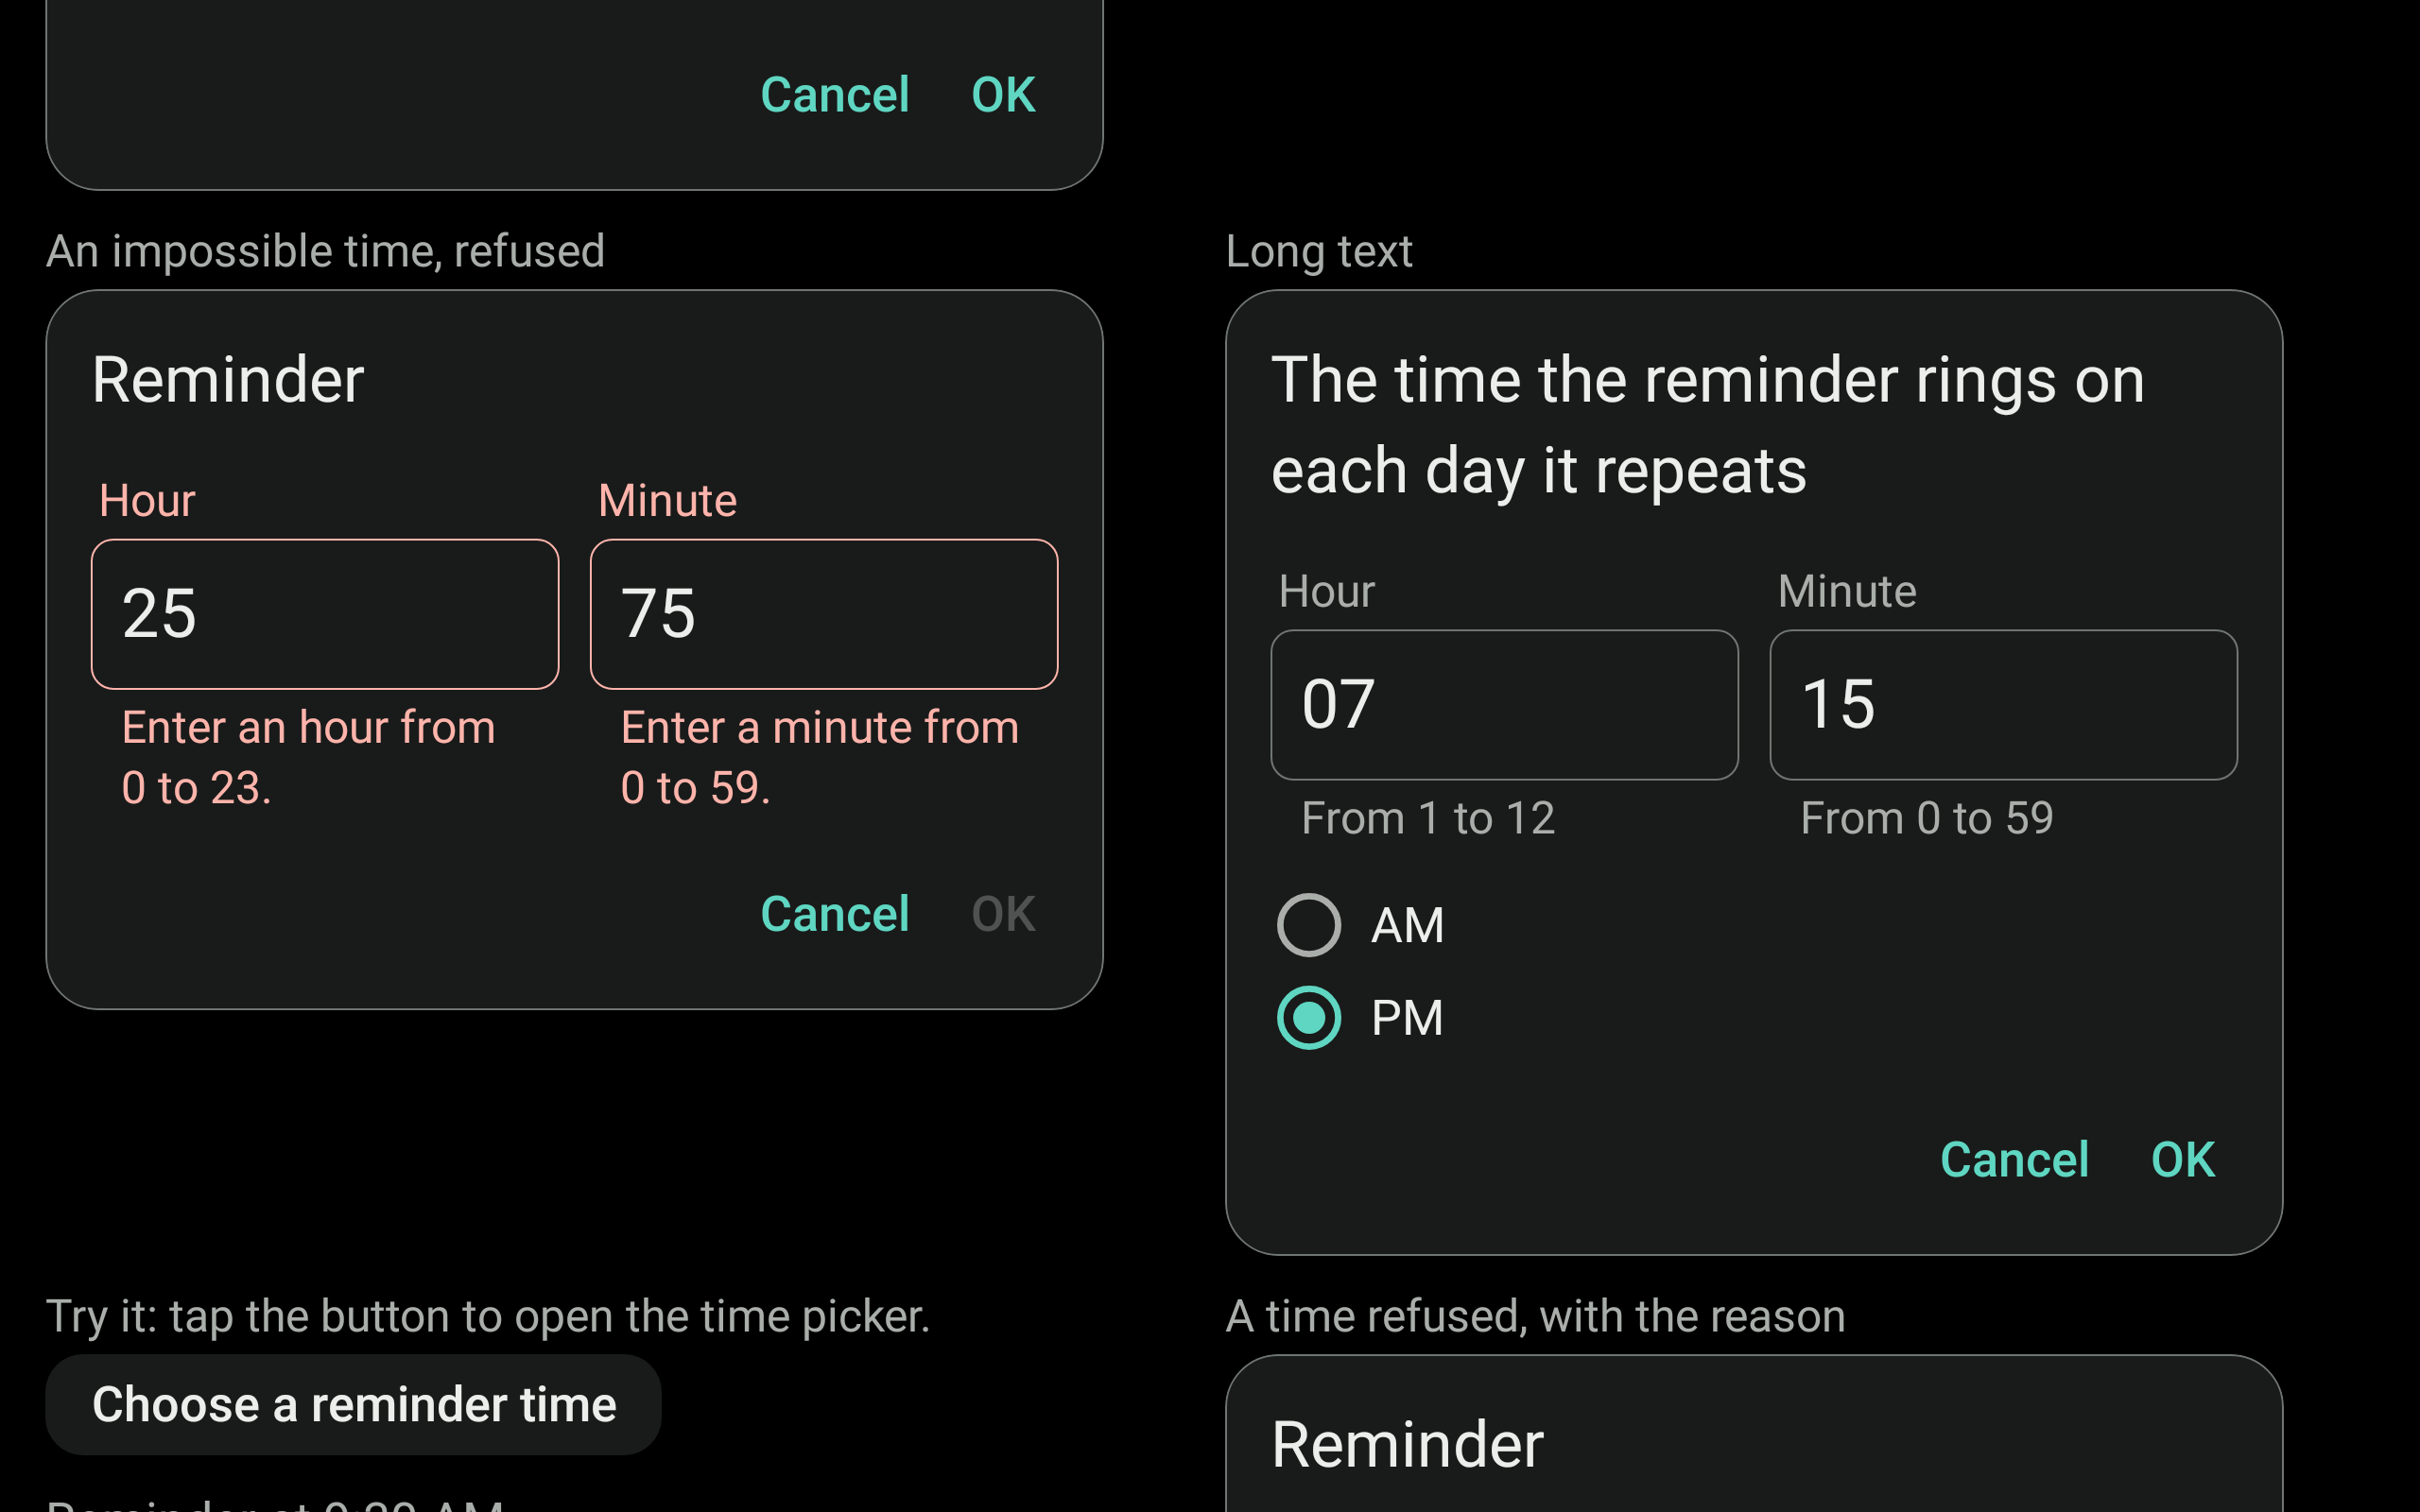 Cancel OK
An impossible time, refused
Reminder
Hour Minute
25 75
Enter an hour from Enter a minute from
0 to 23. 0 to 59.
Cancel OK
Try it: tap the button to open the time picker.
Choose a reminder time
Long text
The time the reminder rings on
each day it repeats
Hour Minute
07 15
From 1 to 12 From 0 to 59
AM
PM
Cancel OK
A time refused, with the reason
Reminder